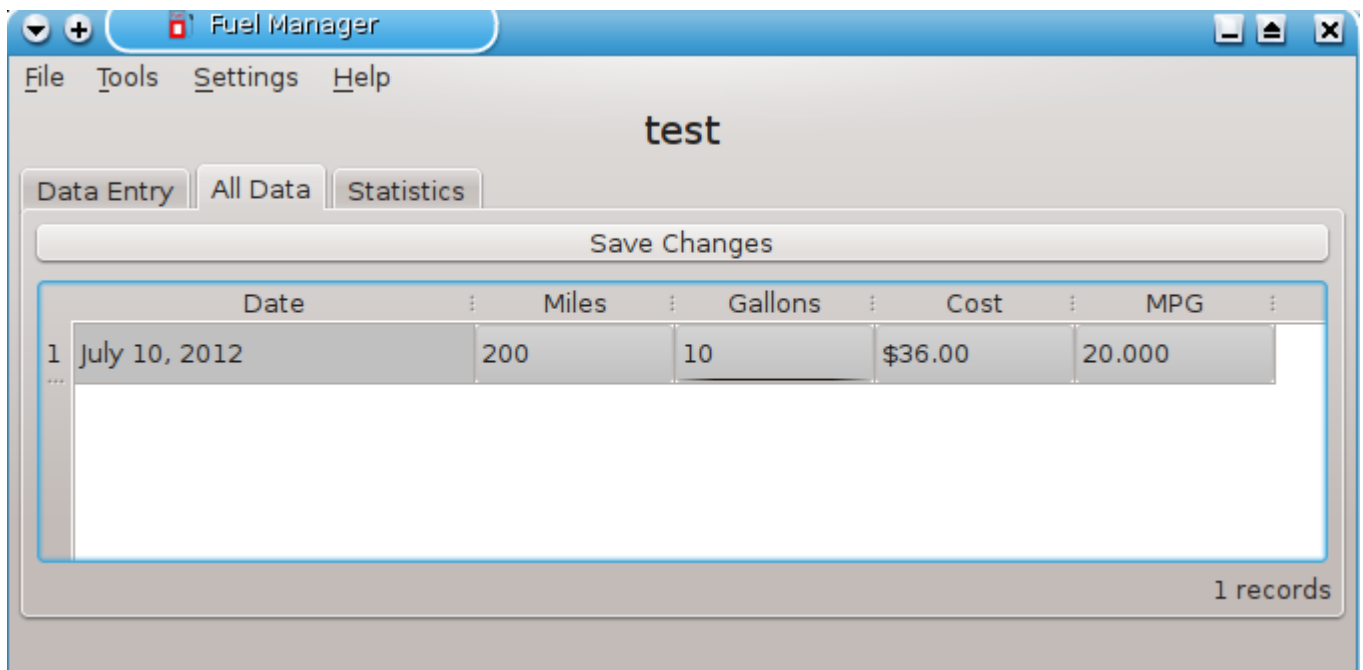 Fuel Manager
File Tools Settings Help
test
Data Entry All Data Statistics
Save Changes
Date Miles Gallons Cost MPG
1 July 10, 2012 200 10 $36.00 20.000
1 records